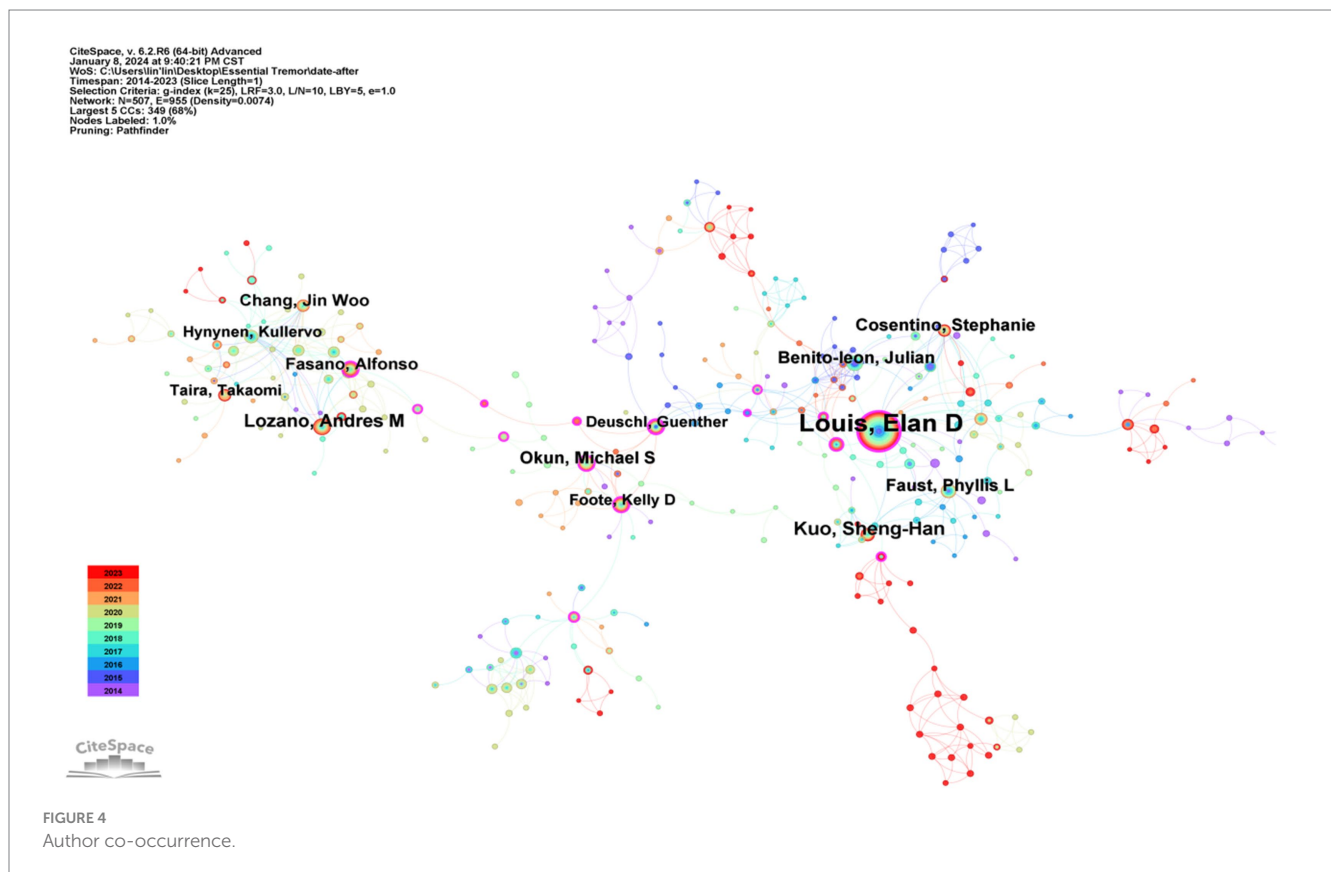 CiteSpace, v. 6.2.R6 (64-bit) Advanced
January 8, 2024 at 9:40:21 PM CST
WoS: C:\Users\lin'lin\Desktop\Essential Tremor\date-after
Timespan: 2014-2023 (Slice Length=1)
Selection Criteria: g-index (k=25), LRF=3.0, L/N=10, LBY=5, e=1.0
Network: N=507, E=955 (Density=0.0074)
Largest 5 CCs: 349 (68%)
Nodes Labeled: 1.0%
Pruning: Pathfinder
Chang, Jin Woo
Hynynen, Kullervo
Fasano, Alfonso
Taira, Takaomi
Lozano, Andres M
Cosentino, Stephanie
Benito-leon, Julian
Deuschl, Guenther
Louis, Elan D
Okun, Michael S
Foote, Kelly D
Faust, Phyllis L
Kuo, Sheng-Han
2023
2022
2021
2020
2019
2018
2017
2016
2015
2014
CiteSpace
FIGURE 4
Author co-occurrence.